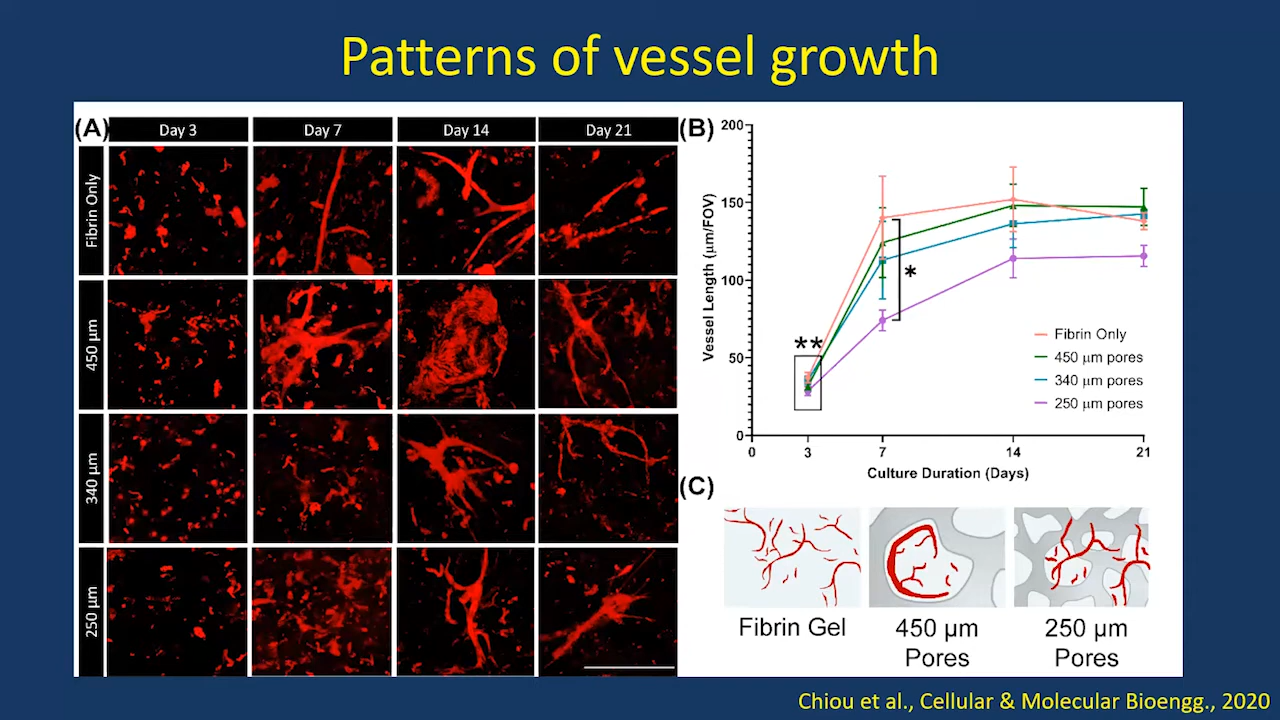 Patterns of vessel growth
(A)
Day 3
Day 7
Day 14
Day 21
Fibrin Only
450 µm
340 µm
250 µm
(B)
200
150
100
50
0
Vessel Length (µm/FOV)
**
*
Fibrin Only
450 µm pores
340 µm pores
250 µm pores
0
3
7
14
21
Culture Duration (Days)
(C)
Fibrin Gel
450 µm
Pores
250 µm
Pores
Chiou et al., Cellular & Molecular Bioengg., 2020